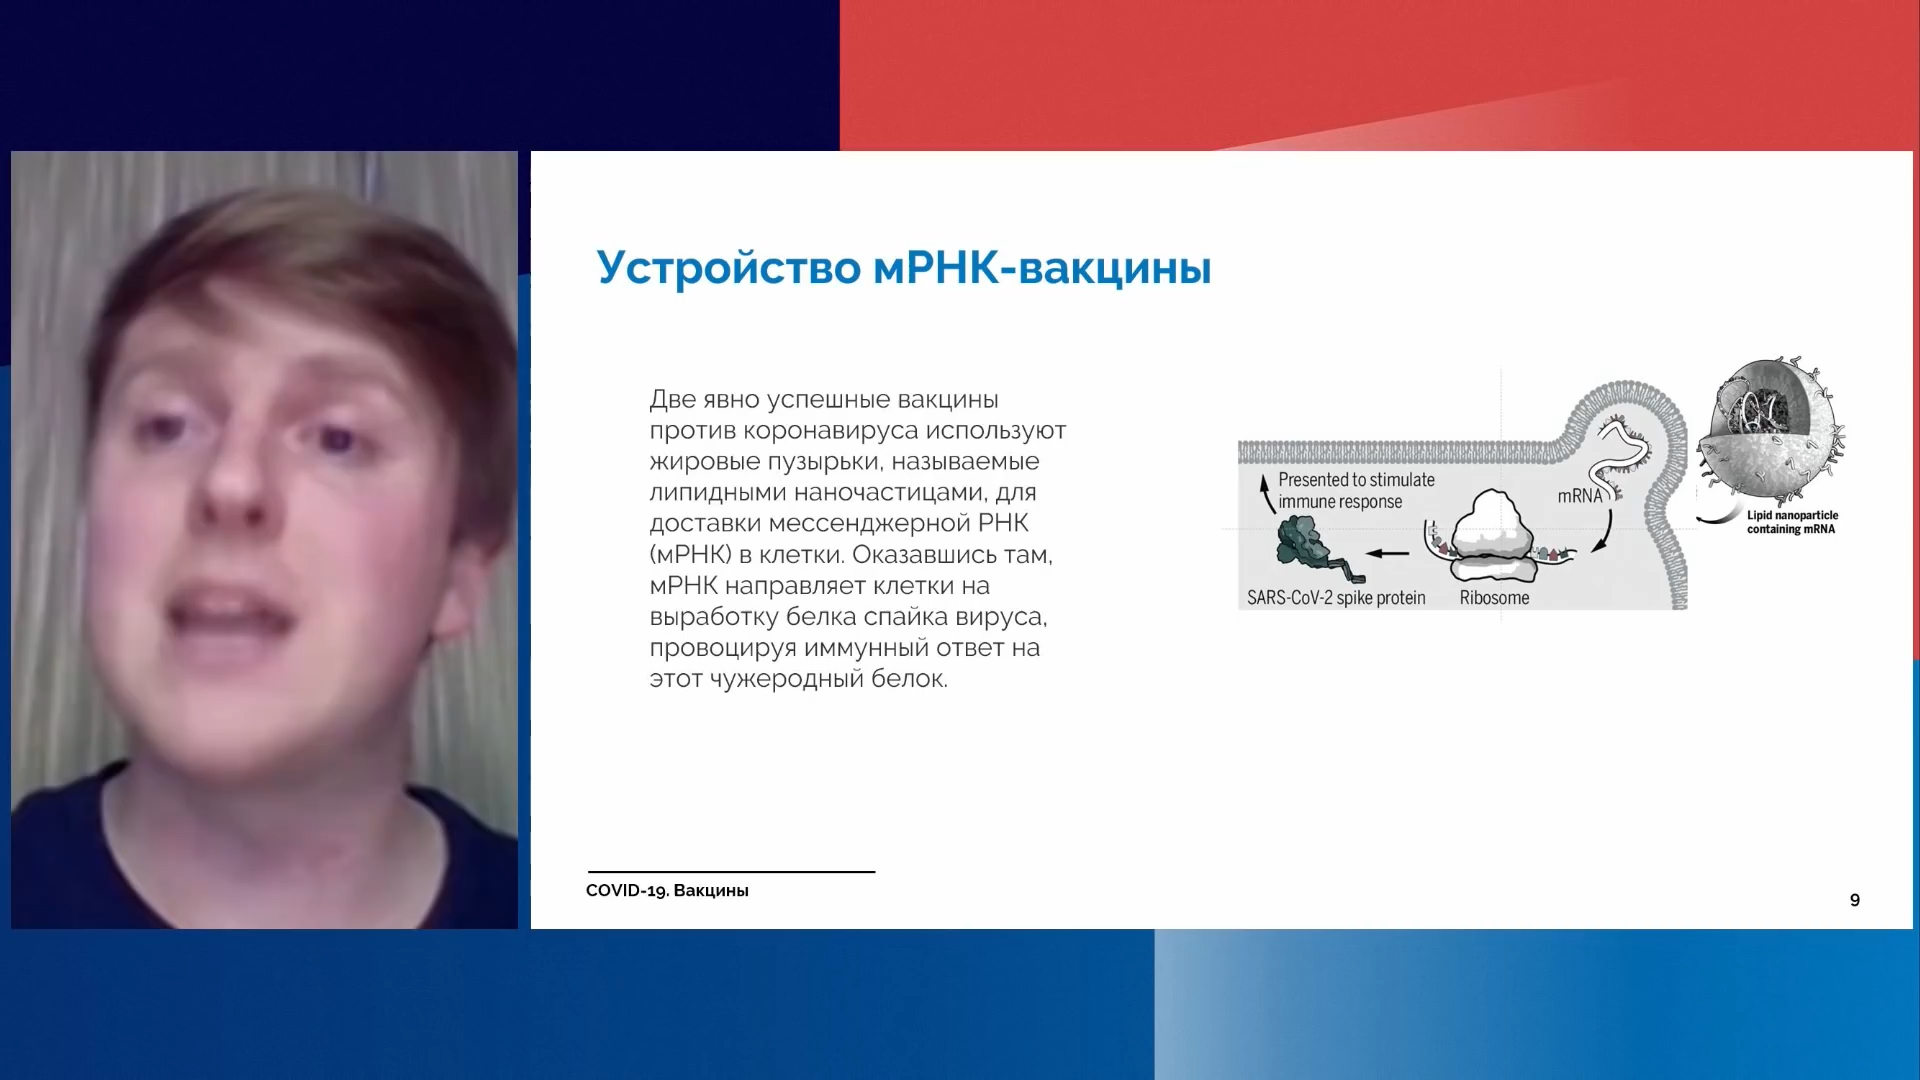 Устройство мРНК-вакцины
Две явно успешные вакцины
против коронавируса используют
жировые пузырьки, называемые
липидными наночастицами, для
доставки мессенджерной РНК
(мРНК) в клетки. Оказавшись там,
мРНК направляет клетки на
выработку белка спайка вируса,
провоцируя иммунный ответ на
этот чужеродный белок.
Presented to stimulate
immune response
mRNA
Lipid nanoparticle
containing mRNA
SARS-CoV-2 spike protein
Ribosome
COVID-19. Вакцины
9